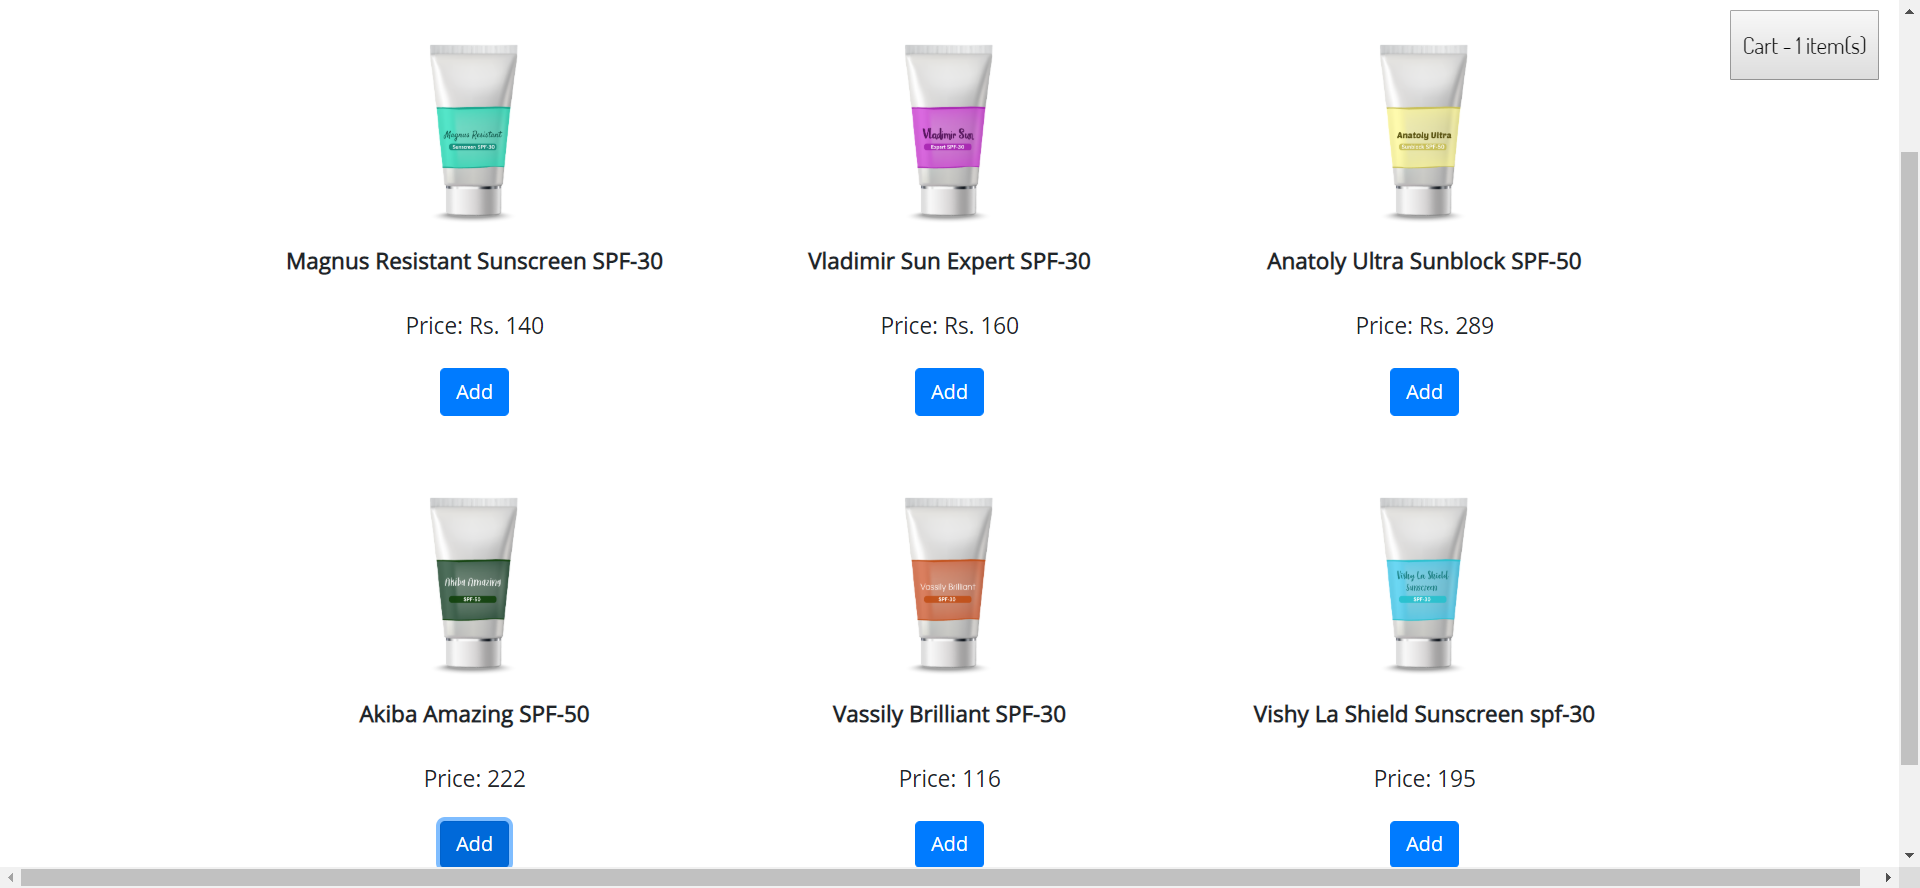 Cart - 1 item(s)
Magnus Resistant
Sunscreen SPF-30
Vladimir Sun
Expert SPF-30
Anatoly Ultra
Sunblock SPF-50
Magnus Resistant Sunscreen SPF-30
Vladimir Sun Expert SPF-30
Anatoly Ultra Sunblock SPF-50
Price: Rs. 140
Price: Rs. 160
Price: Rs. 289
Add
Add
Add
Akiba Amazing
SPF-50
Vassily Brilliant
SPF-30
Vishy La Shield
Sunscreen
SPF-30
Akiba Amazing SPF-50
Vassily Brilliant SPF-30
Vishy La Shield Sunscreen spf-30
Price: 222
Price: 116
Price: 195
Add
Add
Add